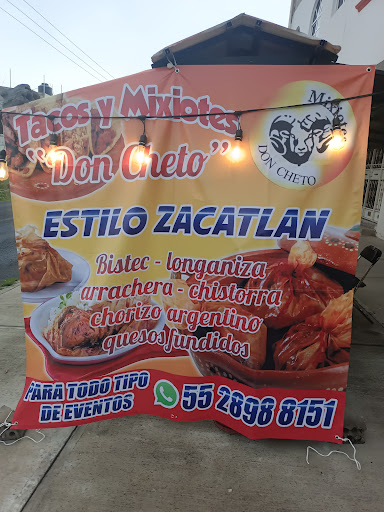 Tacos y Mixiotes
"Don Cheto"
DON CHETO
ESTILO ZACATLAN
Bistec - longaniza
arrachera - chistorra
chorizo argentino
quesos fundidos
PARA TODO TIPO
DE EVENTOS
55 2898 8151